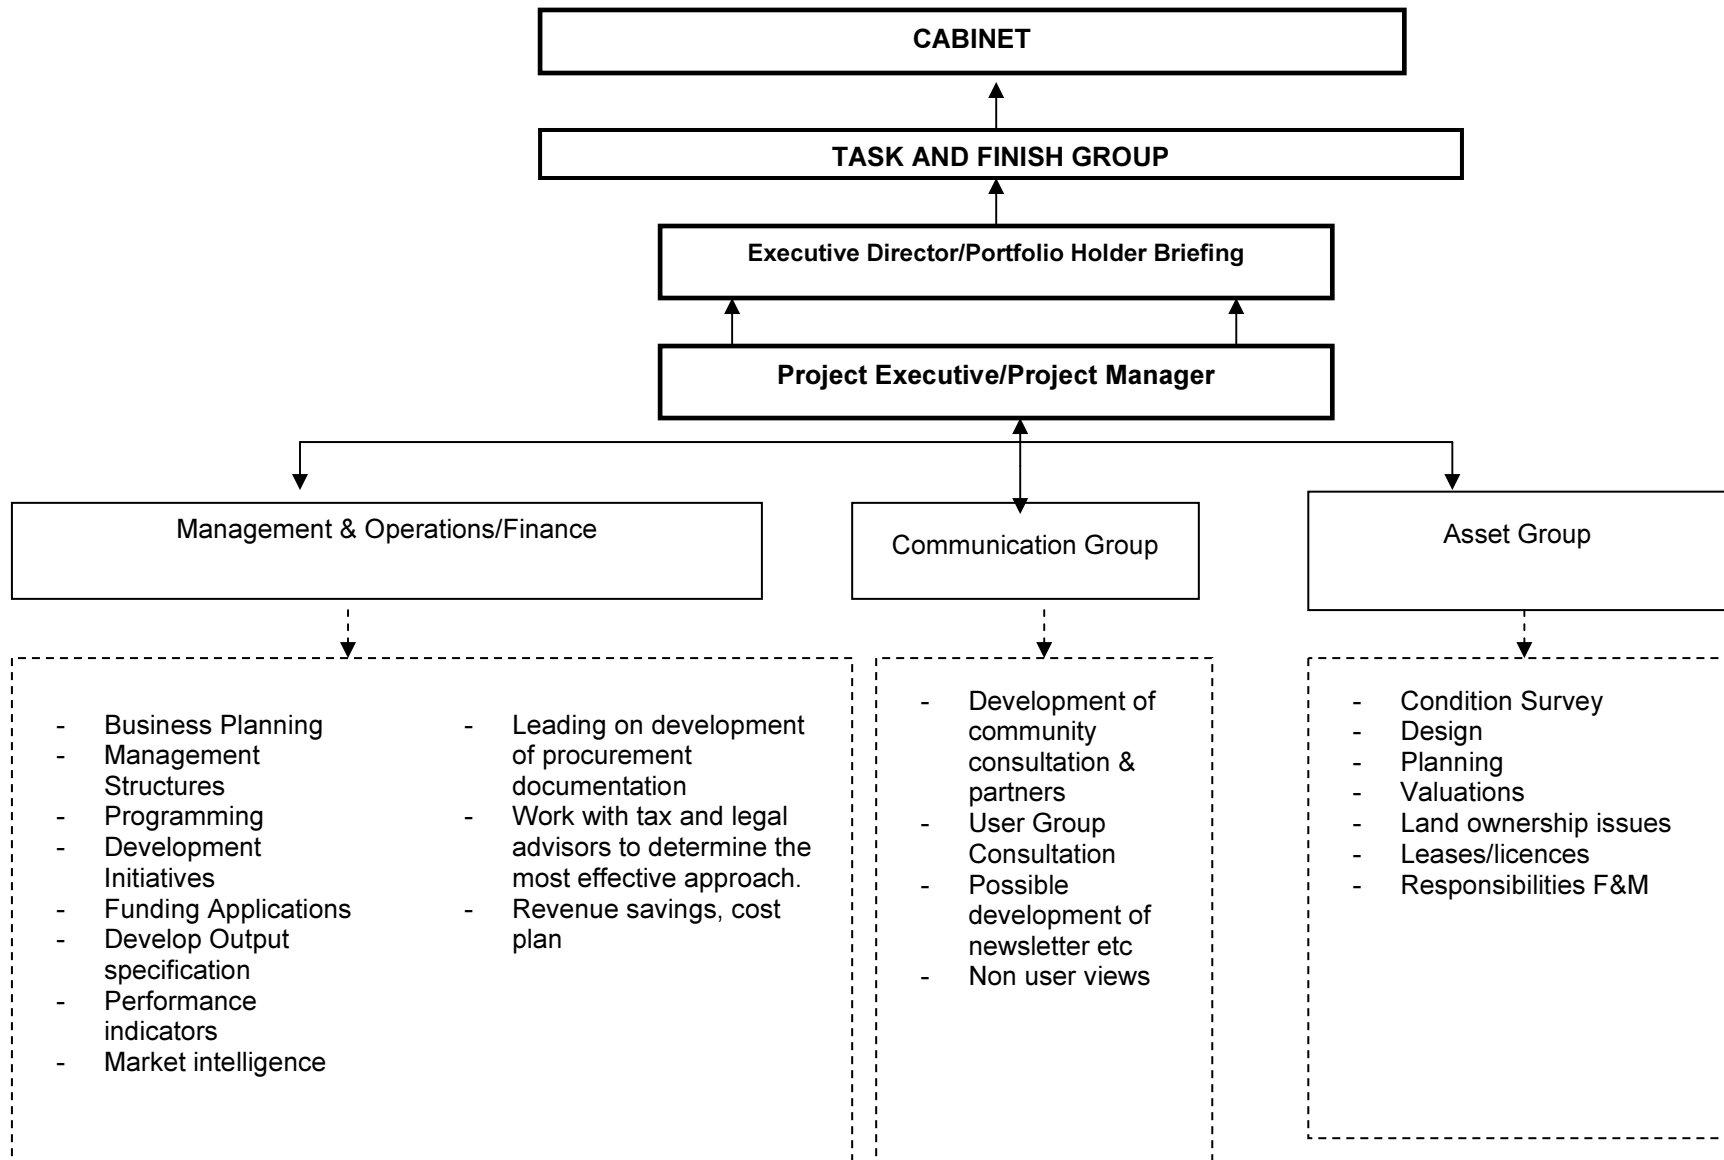 CABINET
TASK AND FINISH GROUP
Executive Director/Portfolio Holder Briefing
Project Executive/Project Manager
Management & Operations/Finance
Communication Group
Asset Group
- Business Planning
- Management
Structures
- Programming
- Development
Initiatives
- Funding Applications
- Develop Output
specification
- Performance
indicators
- Market intelligence
- Leading on development
of procurement
documentation
- Work with tax and legal
advisors to determine the
most effective approach.
- Revenue savings, cost
plan
- Development of
community
consultation &
partners
- User Group
Consultation
- Possible
development of
newsletter etc
- Non user views
- Condition Survey
- Design
- Planning
- Valuations
- Land ownership issues
- Leases/licences
- Responsibilities F&M